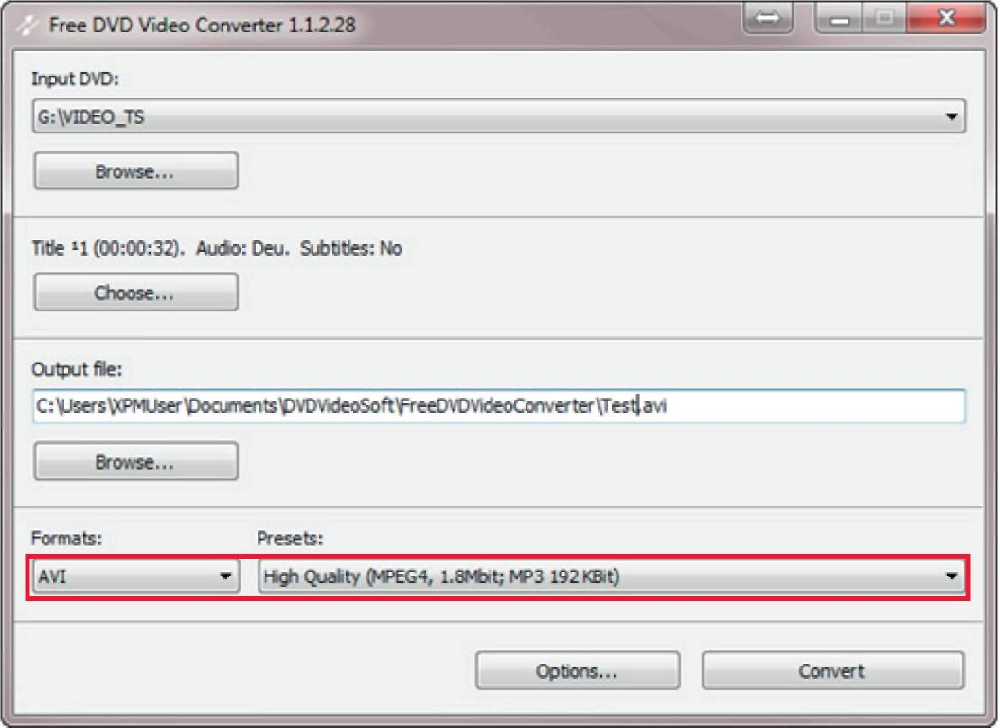 Free DVD Video Converter 1.1.2.28
Input DVD:
G:\VIDEO_TS
Browse...
Title ¹1 (00:00:32).  Audio: Deu.  Subtitles: No
Choose...
Output file:
C:\Users\XPMUser\Documents\DVDVideoSoft\FreeDVDVideoConverter\Test.avi
Browse...
Formats: Presets:
AVI High Quality (MPEG4, 1.8Mbit; MP3 192 KBit)
Options... Convert